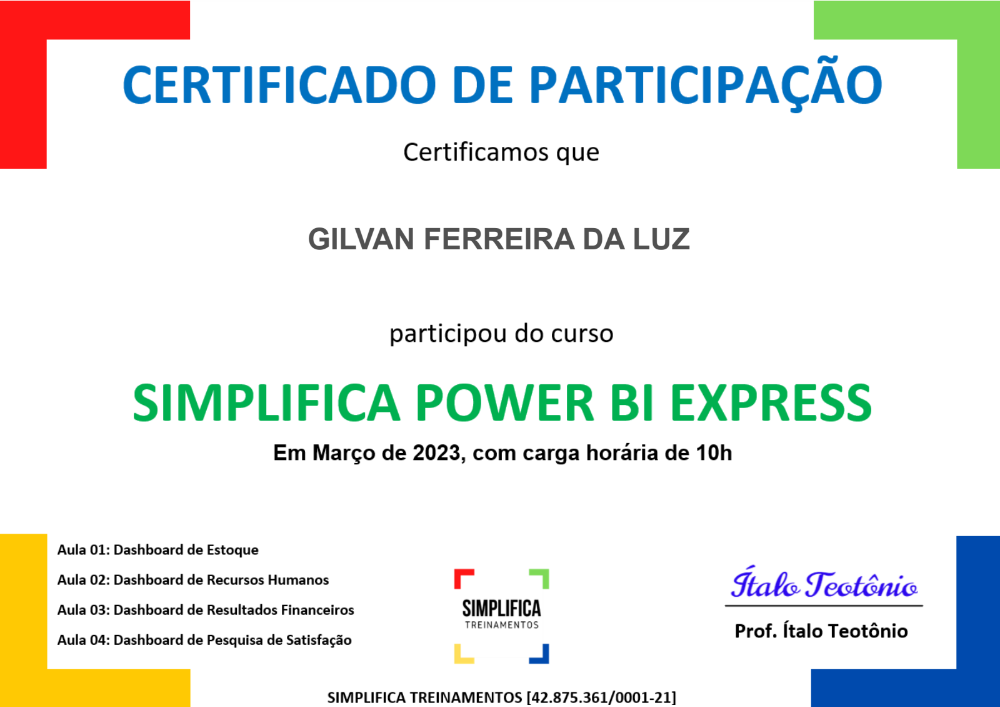 CERTIFICADO DE PARTICIPAÇÃO
Certificamos que
GILVAN FERREIRA DA LUZ
participou do curso
SIMPLIFICA POWER BI EXPRESS
Em Março de 2023, com carga horária de 10h
Aula 01: Dashboard de Estoque
Aula 02: Dashboard de Recursos Humanos
Aula 03: Dashboard de Resultados Financeiros
Aula 04: Dashboard de Pesquisa de Satisfação
SIMPLIFICA
TREINAMENTOS
Ítalo Teotônio
Prof. Ítalo Teotônio
SIMPLIFICA TREINAMENTOS [42.875.361/0001-21]